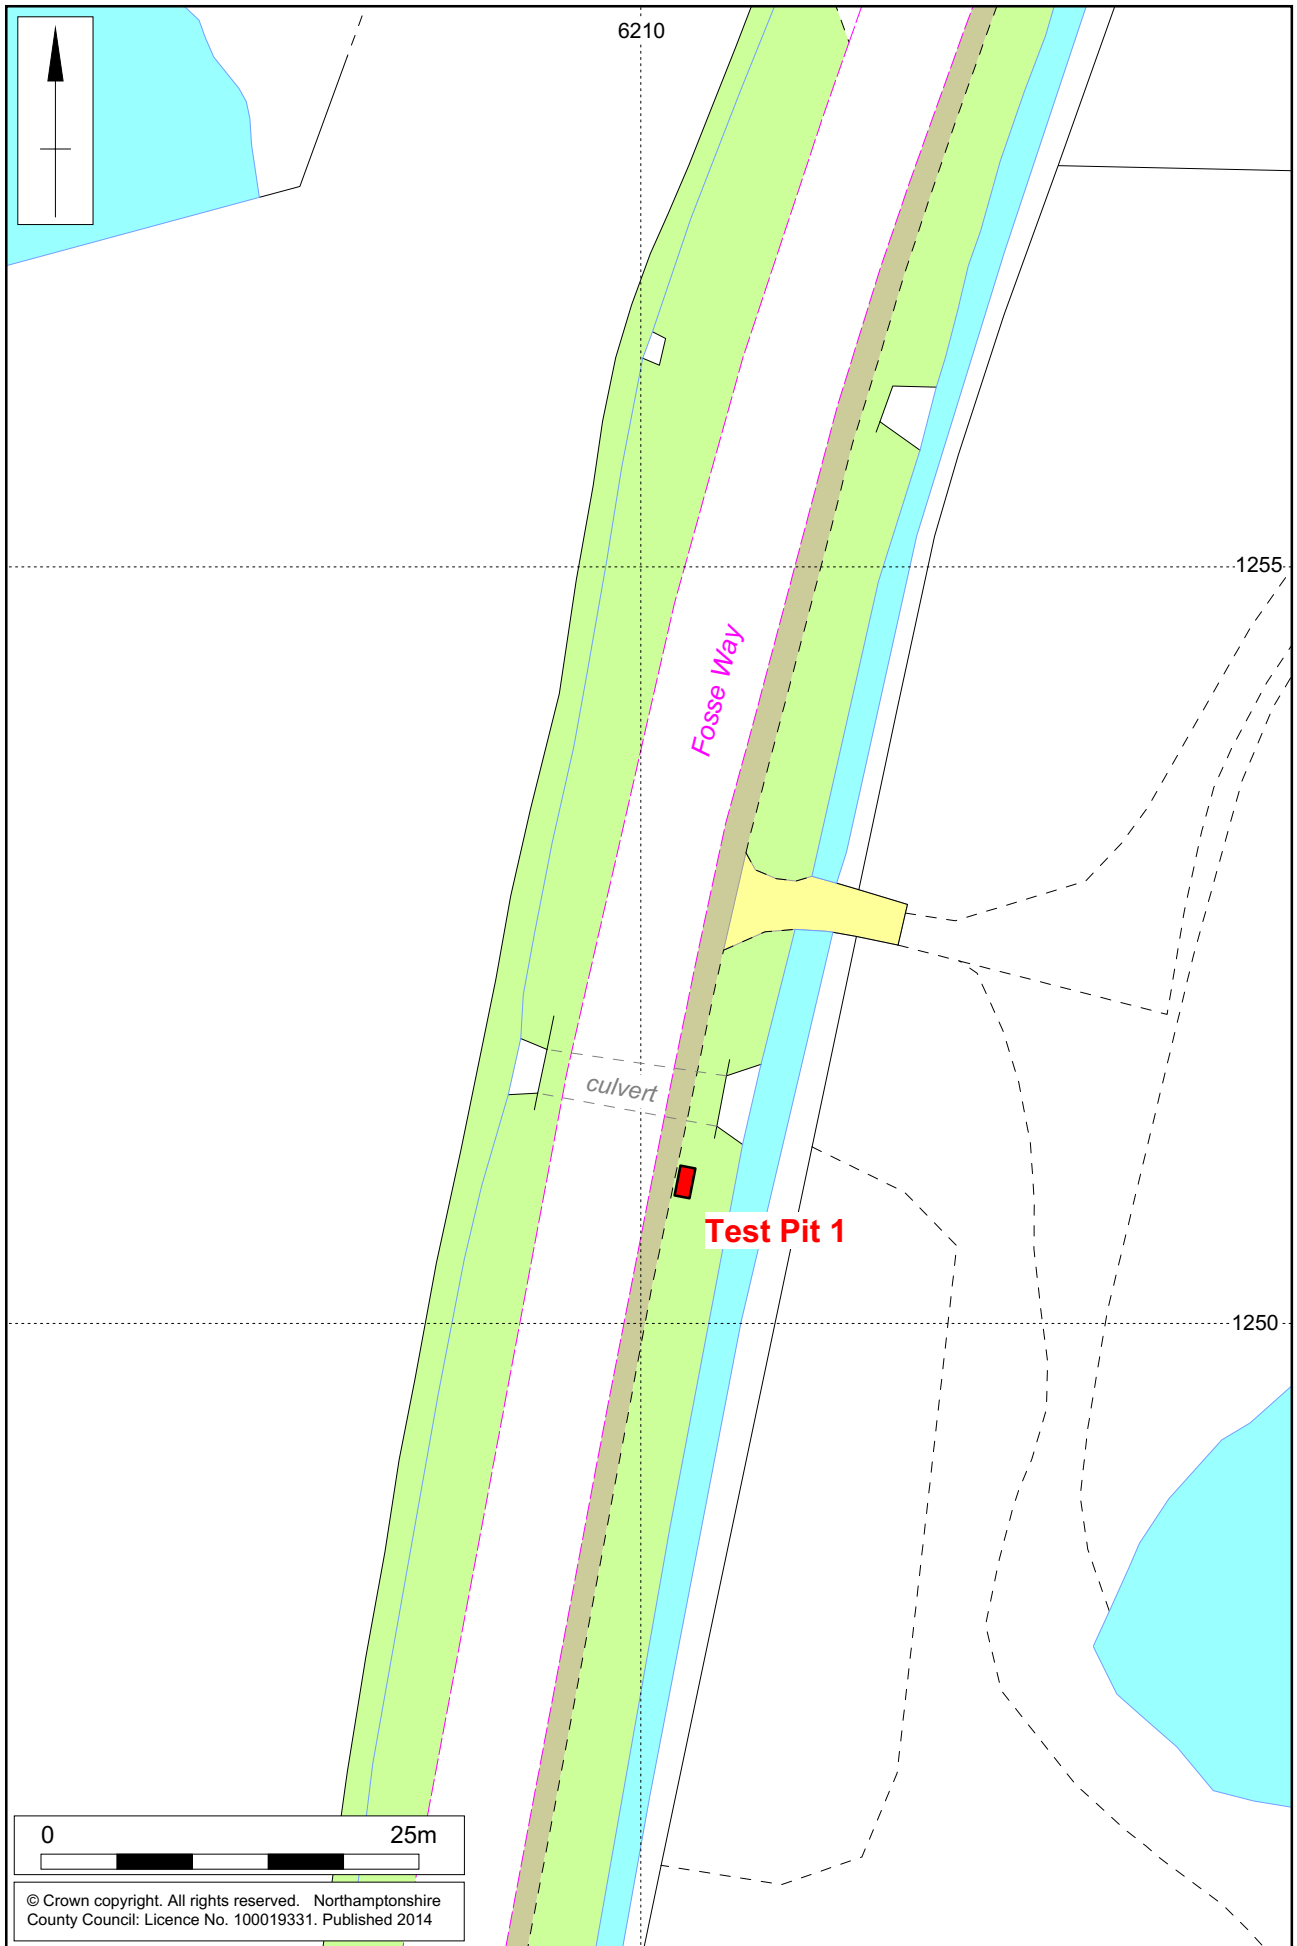 6210
1255
Fosse Way
culvert
Test Pit 1
1250
0 25m
© Crown copyright. All rights reserved. Northamptonshire
County Council: Licence No. 100019331. Published 2014